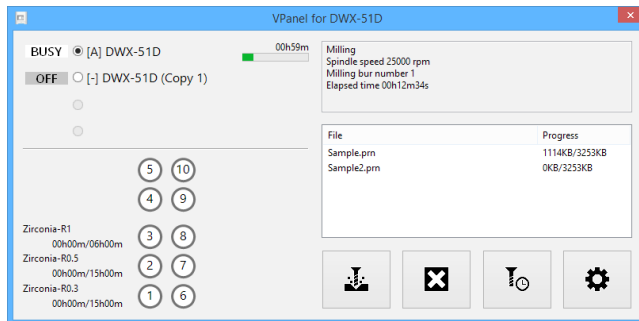 VPanel for DWX-51D
BUSY [A] DWX-51D 00h59m
OFF [-] DWX-51D (Copy 1)
Milling
Spindle speed 25000 rpm
Milling bur number 1
Elapsed time 00h12m34s
File Progress
Sample.prn 1114KB/3253KB
Sample2.prn 0KB/3253KB
5 10
4 9
Zirconia-R1
00h00m/06h00m
3 8
Zirconia-R0.5
00h00m/15h00m
2 7
Zirconia-R0.3
00h00m/15h00m
1 6